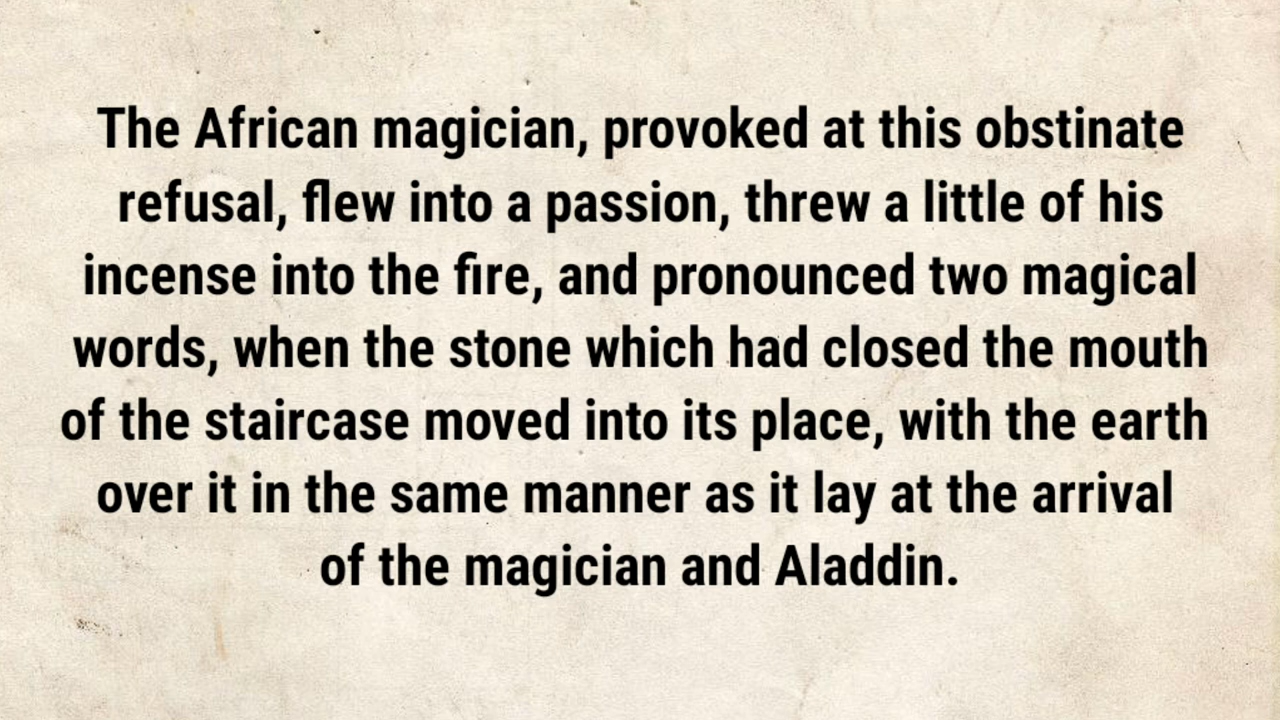 The African magician, provoked at this obstinate
refusal, flew into a passion, threw a little of his
incense into the fire, and pronounced two magical
words, when the stone which had closed the mouth
of the staircase moved into its place, with the earth
over it in the same manner as it lay at the arrival
of the magician and Aladdin.